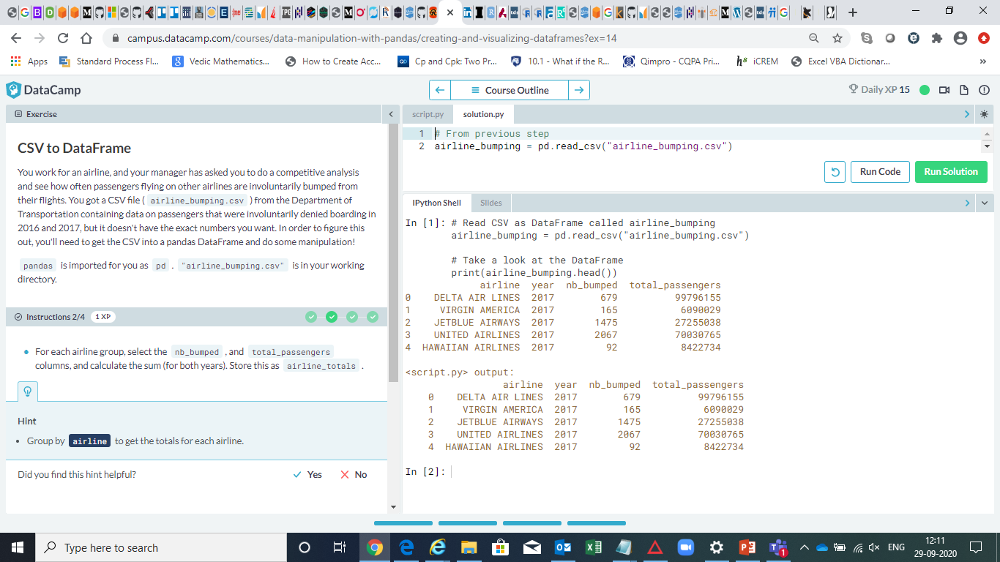 campus.datacamp.com/courses/data-manipulation-with-pandas/creating-and-visualizing-dataframes?ex=14
Apps Standard Process Fl... Vedic Mathematics... How to Create Acc... Cp and Cpk: Two Pr... 10.1 - What if the R... Qimpro - CQPA Pri... iCREM Excel VBA Dictionar... »
DataCamp
Course Outline
Daily XP 15
Exercise
CSV to DataFrame
You work for an airline, and your manager has asked you to do a competitive analysis
and see how often passengers flying on other airlines are involuntarily bumped from
their flights. You got a CSV file ( airline_bumping.csv ) from the Department of
Transportation containing data on passengers that were involuntarily denied boarding in
2016 and 2017, but it doesn't have the exact numbers you want. In order to figure this
out, you'll need to get the CSV into a pandas DataFrame and do some manipulation!
pandas is imported for you as pd . "airline_bumping.csv" is in your working
directory.
Instructions 2/4 1 XP
For each airline group, select the nb_bumped , and total_passengers
columns, and calculate the sum (for both years). Store this as airline_totals .
Hint
Group by airline to get the totals for each airline.
Did you find this hint helpful? Yes No
script.py solution.py
1 # From previous step
2 airline_bumping = pd.read_csv("airline_bumping.csv")
Run Code Run Solution
IPython Shell Slides
In [1]: # Read CSV as DataFrame called airline_bumping
airline_bumping = pd.read_csv("airline_bumping.csv")
# Take a look at the DataFrame
print(airline_bumping.head())
airline year nb_bumped total_passengers
0 DELTA AIR LINES 2017 679 99796155
1 VIRGIN AMERICA 2017 165 6090029
2 JETBLUE AIRWAYS 2017 1475 27255038
3 UNITED AIRLINES 2017 2067 70030765
4 HAWAIIAN AIRLINES 2017 92 8422734
<script.py> output:
airline year nb_bumped total_passengers
0 DELTA AIR LINES 2017 679 99796155
1 VIRGIN AMERICA 2017 165 6090029
2 JETBLUE AIRWAYS 2017 1475 27255038
3 UNITED AIRLINES 2017 2067 70030765
4 HAWAIIAN AIRLINES 2017 92 8422734
In [2]:
Type here to search
ENG
12:11
29-09-2020